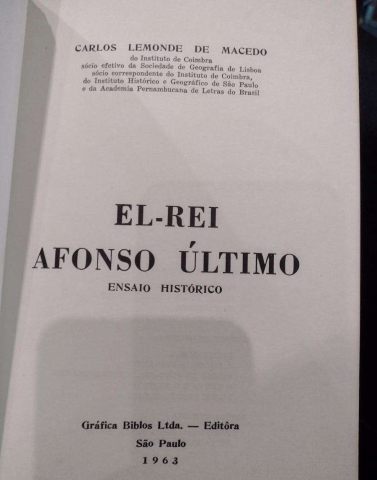 CARLOS LEMONDE DE MACEDO
do Instituto de Coimbra
sócio efetivo da Sociedade de Geografia de Lisboa
sócio correspondente do Instituto de Coimbra,
do Instituto Histórico e Geográfico de São Paulo
e da Academia Pernambucana de Letras do Brasil
EL-REI
AFONSO ÚLTIMO
ENSAIO HISTÓRICO
Gráfica Biblos Ltda. — Editôra
São Paulo
1963